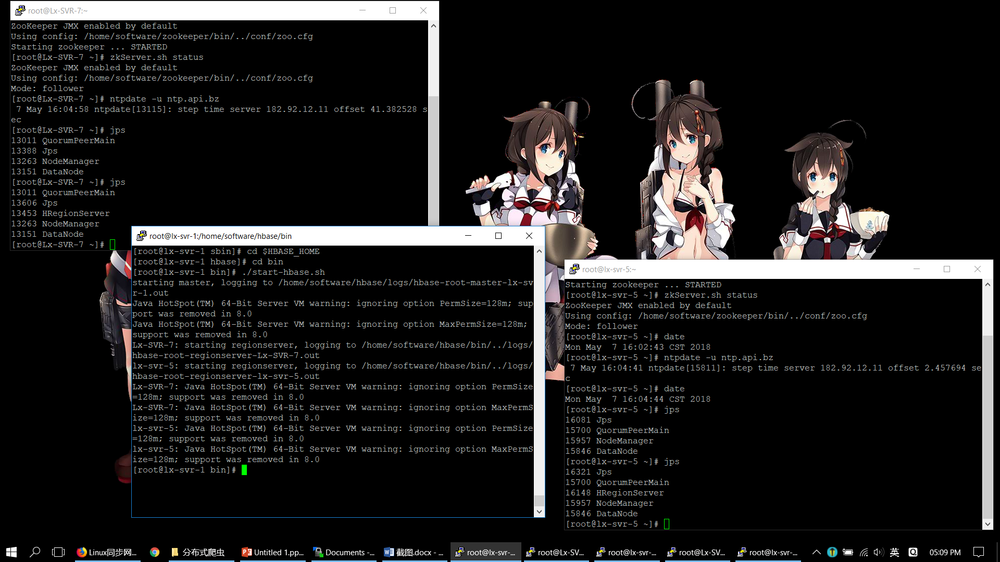 root@Lx-SVR-7:~
ZooKeeper JMX enabled by default
Using config: /home/software/zookeeper/bin/../conf/zoo.cfg
Starting zookeeper ... STARTED
[root@Lx-SVR-7 ~]# zkServer.sh status
ZooKeeper JMX enabled by default
Using config: /home/software/zookeeper/bin/../conf/zoo.cfg
Mode: follower
[root@Lx-SVR-7 ~]# ntpdate -u ntp.api.bz
 7 May 16:04:58 ntpdate[13115]: step time server 182.92.12.11 offset 41.382528 s
ec
[root@Lx-SVR-7 ~]# jps
13011 QuorumPeerMain
13388 Jps
13263 NodeManager
13151 DataNode
[root@Lx-SVR-7 ~]# jps
13011 QuorumPeerMain
13606 Jps
13453 HRegionServer
13263 NodeManager
13151 DataNode
[root@Lx-SVR-7 ~]#
root@lx-svr-1:/home/software/hbase/bin
[root@lx-svr-1 sbin]# cd $HBASE_HOME
[root@lx-svr-1 hbase]# cd bin
[root@lx-svr-1 bin]# ./start-hbase.sh
starting master, logging to /home/software/hbase/logs/hbase-root-master-lx-sv
r-1.out
Java HotSpot(TM) 64-Bit Server VM warning: ignoring option PermSize=128m; sup
port was removed in 8.0
Java HotSpot(TM) 64-Bit Server VM warning: ignoring option MaxPermSize=128m;
support was removed in 8.0
Lx-SVR-7: starting regionserver, logging to /home/software/hbase/bin/../logs/
hbase-root-regionserver-Lx-SVR-7.out
lx-svr-5: starting regionserver, logging to /home/software/hbase/bin/../logs/
hbase-root-regionserver-lx-svr-5.out
Lx-SVR-7: Java HotSpot(TM) 64-Bit Server VM warning: ignoring option PermSize
=128m; support was removed in 8.0
Lx-SVR-7: Java HotSpot(TM) 64-Bit Server VM warning: ignoring option MaxPermS
ize=128m; support was removed in 8.0
lx-svr-5: Java HotSpot(TM) 64-Bit Server VM warning: ignoring option PermSize
=128m; support was removed in 8.0
lx-svr-5: Java HotSpot(TM) 64-Bit Server VM warning: ignoring option MaxPermS
ize=128m; support was removed in 8.0
[root@lx-svr-1 bin]#
root@lx-svr-5:~
Starting zookeeper ... STARTED
[root@lx-svr-5 ~]# zkServer.sh status
ZooKeeper JMX enabled by default
Using config: /home/software/zookeeper/bin/../conf/zoo.cfg
Mode: follower
[root@lx-svr-5 ~]# date
Mon May  7 16:02:43 CST 2018
[root@lx-svr-5 ~]# ntpdate -u ntp.api.bz
 7 May 16:04:41 ntpdate[15811]: step time server 182.92.12.11 offset 2.457694 se
c
[root@lx-svr-5 ~]# date
Mon May  7 16:04:44 CST 2018
[root@lx-svr-5 ~]# jps
16081 Jps
15700 QuorumPeerMain
15957 NodeManager
15846 DataNode
[root@lx-svr-5 ~]# jps
16321 Jps
15700 QuorumPeerMain
16148 HRegionServer
15957 NodeManager
15846 DataNode
[root@lx-svr-5 ~]#
Linux同步网... 分布式爬虫 Untitled 1.pp... Documents -... 截图.docx - ... root@lx-svr-... root@Lx-SV... root@lx-svr-... root@Lx-SV... root@lx-svr-... 英 05:09 PM